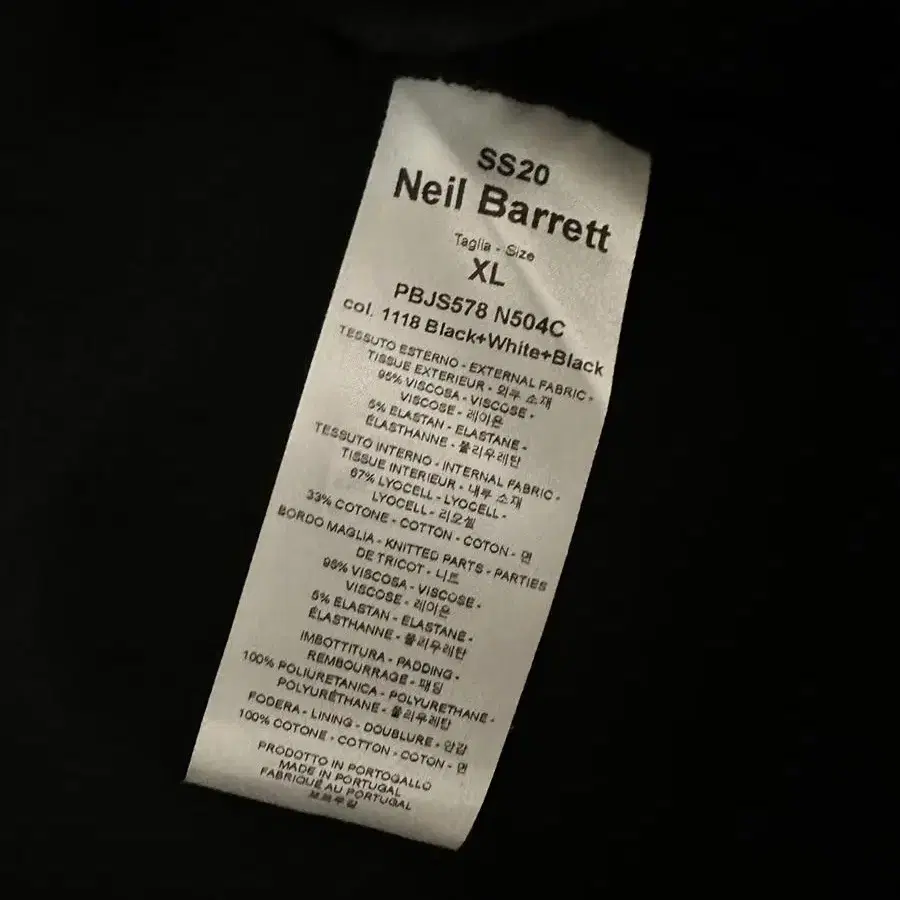 SS20
Neil Barrett
Taglia - Size
XL
PBJS578 N504C
col. 1118 Black+White+Black
TESSUTO ESTERNO - EXTERNAL FABRIC -
TISSUE EXTERIEUR - 외부 소재
95% VISCOSA - VISCOSE -
VISCOSE - 레이온
5% ELASTAN - ELASTANE -
ÉLASTHANNE - 폴리우레탄
TESSUTO INTERNO - INTERNAL FABRIC -
TISSUE INTERIEUR - 내부 소재
67% LYOCELL - LYOCELL -
LYOCELL - 리오셀
33% COTONE - COTTON - COTON - 면
BORDO MAGLIA - KNITTED PARTS - PARTIES
DE TRICOT - 니트
95% VISCOSA - VISCOSE -
VISCOSE - 레이온
5% ELASTAN - ELASTANE -
ÉLASTHANNE - 폴리우레탄
IMBOTTITURA - PADDING -
REMBOURRAGE - 패딩
100% POLIURETANICA - POLYURETHANE -
POLYURÉTHANE - 폴리우레탄
FODERA - LINING - DOUBLURE - 안감
100% COTONE - COTTON - COTON - 면
PRODOTTO IN PORTOGALLO
MADE IN PORTUGAL
FABRIQUÉ AU PORTUGAL
포르투갈